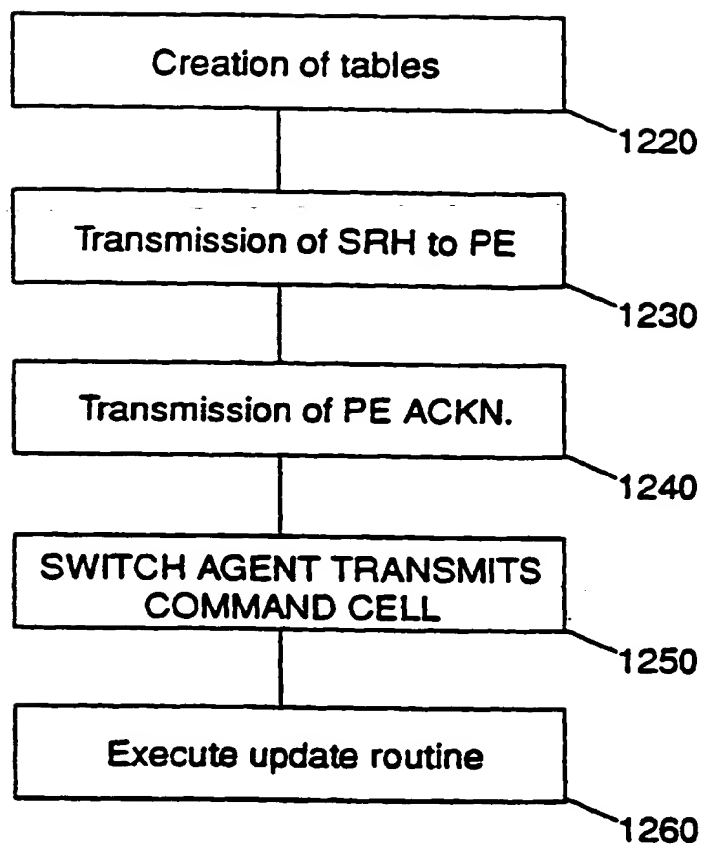 Creation of tables
1220
Transmission of SRH to PE
1230
Transmission of PE ACKN.
1240
SWITCH AGENT TRANSMITS
COMMAND CELL
1250
Execute update routine
1260